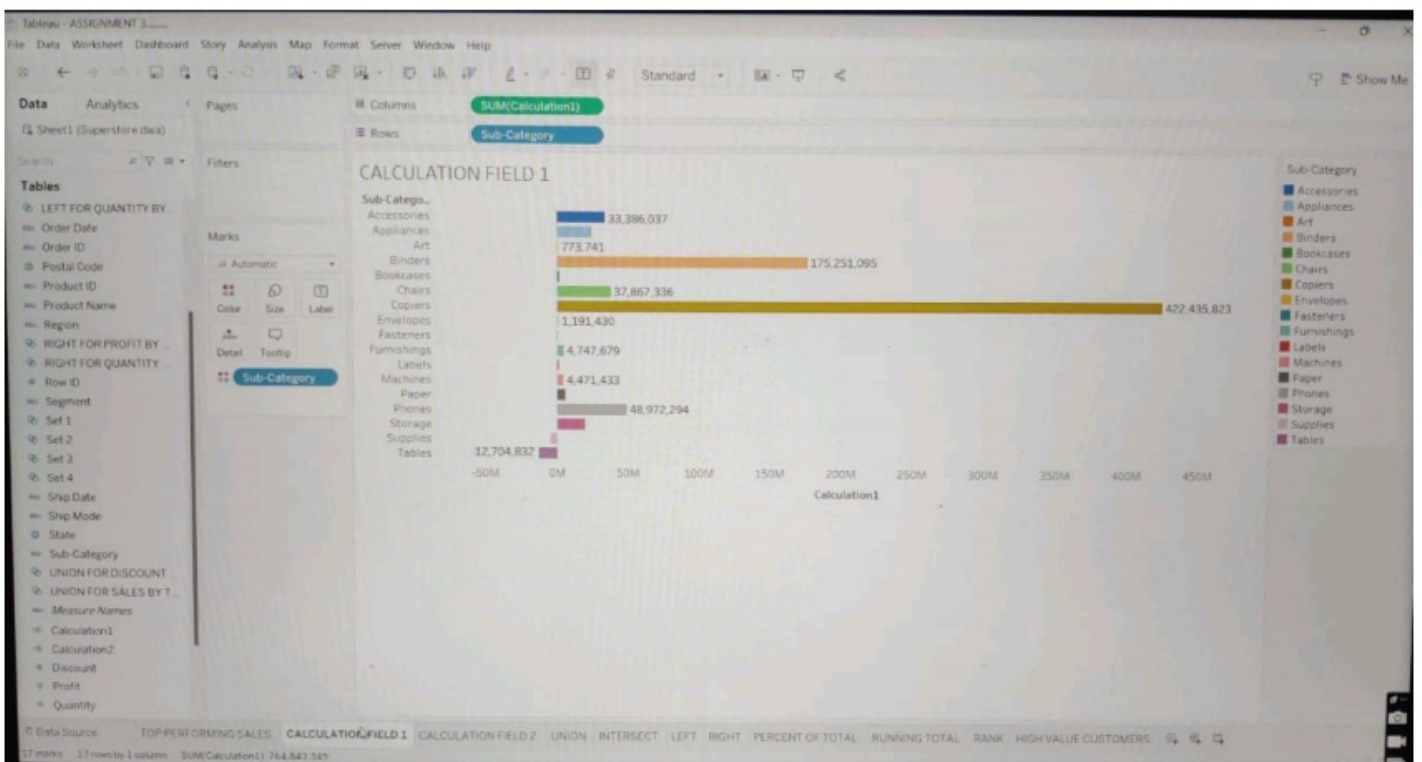 Tableau - ASSIGNMENT 3
File Data Worksheet Dashboard Story Analysis Map Format Server Window Help
Standard
Show Me
Data Analytics
Pages
Columns
SUM(Calculation1)
Sheet1 (Superstore dwa)
Rows
Sub-Category
Search
Filters
Tables
LEFT FOR QUANTITY BY...
Order Date
Order ID
Postal Code
Product ID
Product Name
Region
RIGHT FOR PROFIT BY ...
RIGHT FOR QUANTITY ...
Row ID
Segment
Set 1
Set 2
Set 3
Set 4
Ship Date
Ship Mode
State
Sub-Category
UNION FOR DISCOUNT ...
UNION FOR SALES BY T...
Measure Names
Calculation1
Calculation2
Discount
Profit
Quantity
Marks
Automatic
Color Size Label
Detail Tooltip
Sub-Category
CALCULATION FIELD 1
Sub-Catego...
Accessories 33,386,037
Appliances
Art 773,741
Binders 175,251,095
Bookcases
Chairs 37,867,336
Copiers 422,435,823
Envelopes 1,191,430
Fasteners
Furnishings 4,747,679
Labels
Machines 4,471,433
Paper
Phones 48,972,294
Storage
Supplies
Tables -12,704,832
-50M 0M 50M 100M 150M 200M 250M 300M 350M 400M 450M
Calculation1
Sub-Category
Accessories
Appliances
Art
Binders
Bookcases
Chairs
Copiers
Envelopes
Fasteners
Furnishings
Labels
Machines
Paper
Phones
Storage
Supplies
Tables
Data Source TOP PERFORMING SALES CALCULATION FIELD 1 CALCULATION FIELD 2 UNION INTERSECT LEFT RIGHT PERCENT OF TOTAL RUNNING TOTAL RANK HIGH VALUE CUSTOMERS
17 marks 17 rows by 1 column SUM(Calculation1): 764,843,345